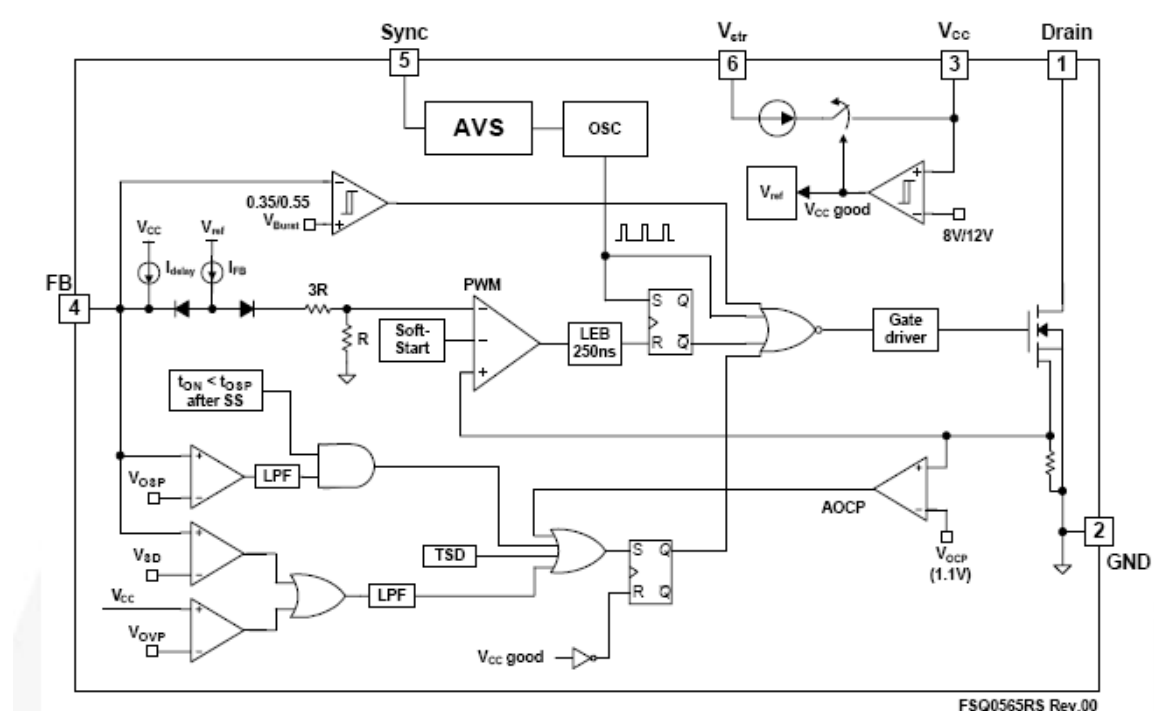 Sync
5
Vstr
6
VCC
3
Drain
1
AVS
OSC
0.35/0.55
VBurst
Vref
VCC good
8V/12V
VCC
Vref
Idelay
IFB
FB
4
3R
R
PWM
Soft-
Start
LEB
250ns
S Q
R Q̅
Gate
driver
tON < tOSP
after SS
VOSP
LPF
AOCP
VOCP
(1.1V)
2
GND
VSD
TSD
S Q
R Q̅
LPF
VCC
VOVP
VCC good
FSQ0565RS Rev.00
+
−